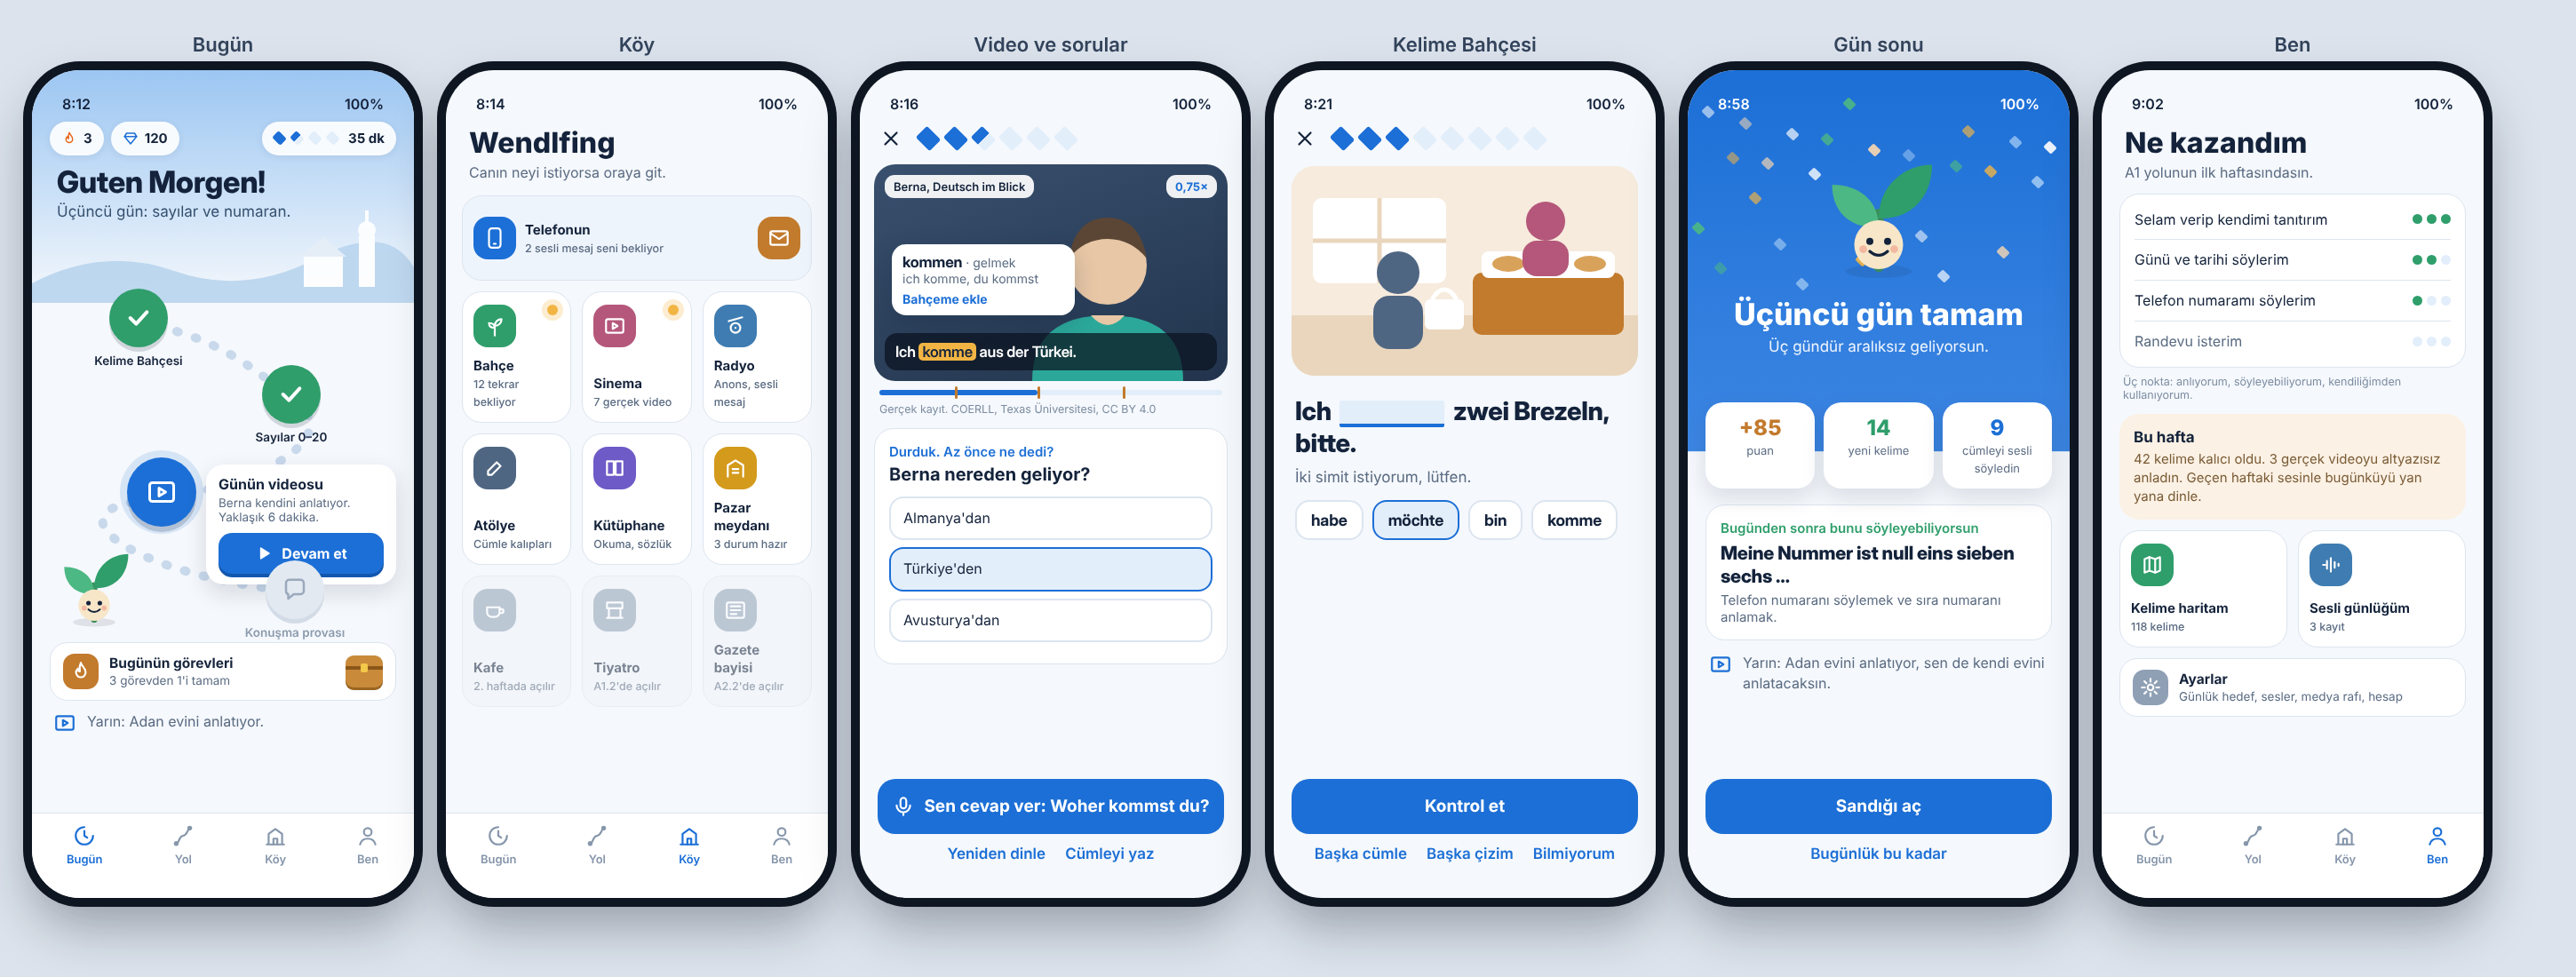 Bugün
8:12
100%
3
120
35 dk
Guten Morgen!
Üçüncü gün: sayılar ve numaran.
Kelime Bahçesi
Sayılar 0–20
Günün videosu
Berna kendini anlatıyor.
Yaklaşık 6 dakika.
Devam et
Konuşma provası
Bugünün görevleri
3 görevden 1'i tamam
Yarın: Adan evini anlatıyor.
Bugün
Yol
Köy
Ben
Köy
8:14
100%
Wendlfing
Canın neyi istiyorsa oraya git.
Telefonun
2 sesli mesaj seni bekliyor
Bahçe
12 tekrar
bekliyor
Sinema
7 gerçek video
Radyo
Anons, sesli
mesaj
Atölye
Cümle kalıpları
Kütüphane
Okuma, sözlük
Pazar
meydanı
3 durum hazır
Kafe
2. haftada açılır
Tiyatro
A1.2'de açılır
Gazete
bayisi
A2.2'de açılır
Bugün
Yol
Köy
Ben
Video ve sorular
8:16
100%
Berna, Deutsch im Blick
0,75×
kommen · gelmek
ich komme, du kommst
Bahçeme ekle
Ich komme aus der Türkei.
Gerçek kayıt. COERLL, Texas Üniversitesi, CC BY 4.0
Durduk. Az önce ne dedi?
Berna nereden geliyor?
Almanya'dan
Türkiye'den
Avusturya'dan
Sen cevap ver: Woher kommst du?
Yeniden dinle
Cümleyi yaz
Kelime Bahçesi
8:21
100%
Ich zwei Brezeln,
bitte.
İki simit istiyorum, lütfen.
habe
möchte
bin
komme
Kontrol et
Başka cümle
Başka çizim
Bilmiyorum
Gün sonu
8:58
100%
Üçüncü gün tamam
Üç gündür aralıksız geliyorsun.
+85
puan
14
yeni kelime
9
cümleyi sesli
söyledin
Bugünden sonra bunu söyleyebiliyorsun
Meine Nummer ist null eins sieben
sechs ...
Telefon numaranı söylemek ve sıra numaranı
anlamak.
Yarın: Adan evini anlatıyor, sen de kendi evini
anlatacaksın.
Sandığı aç
Bugünlük bu kadar
Ben
9:02
100%
Ne kazandım
A1 yolunun ilk haftasındasın.
Selam verip kendimi tanıtırım
Günü ve tarihi söylerim
Telefon numaramı söylerim
Randevu isterim
Üç nokta: anlıyorum, söyleyebiliyorum, kendiliğimden
kullanıyorum.
Bu hafta
42 kelime kalıcı oldu. 3 gerçek videoyu altyazısız
anladın. Geçen haftaki sesinle bugünküyü yan
yana dinle.
Kelime haritam
118 kelime
Sesli günlüğüm
3 kayıt
Ayarlar
Günlük hedef, sesler, medya rafı, hesap
Bugün
Yol
Köy
Ben